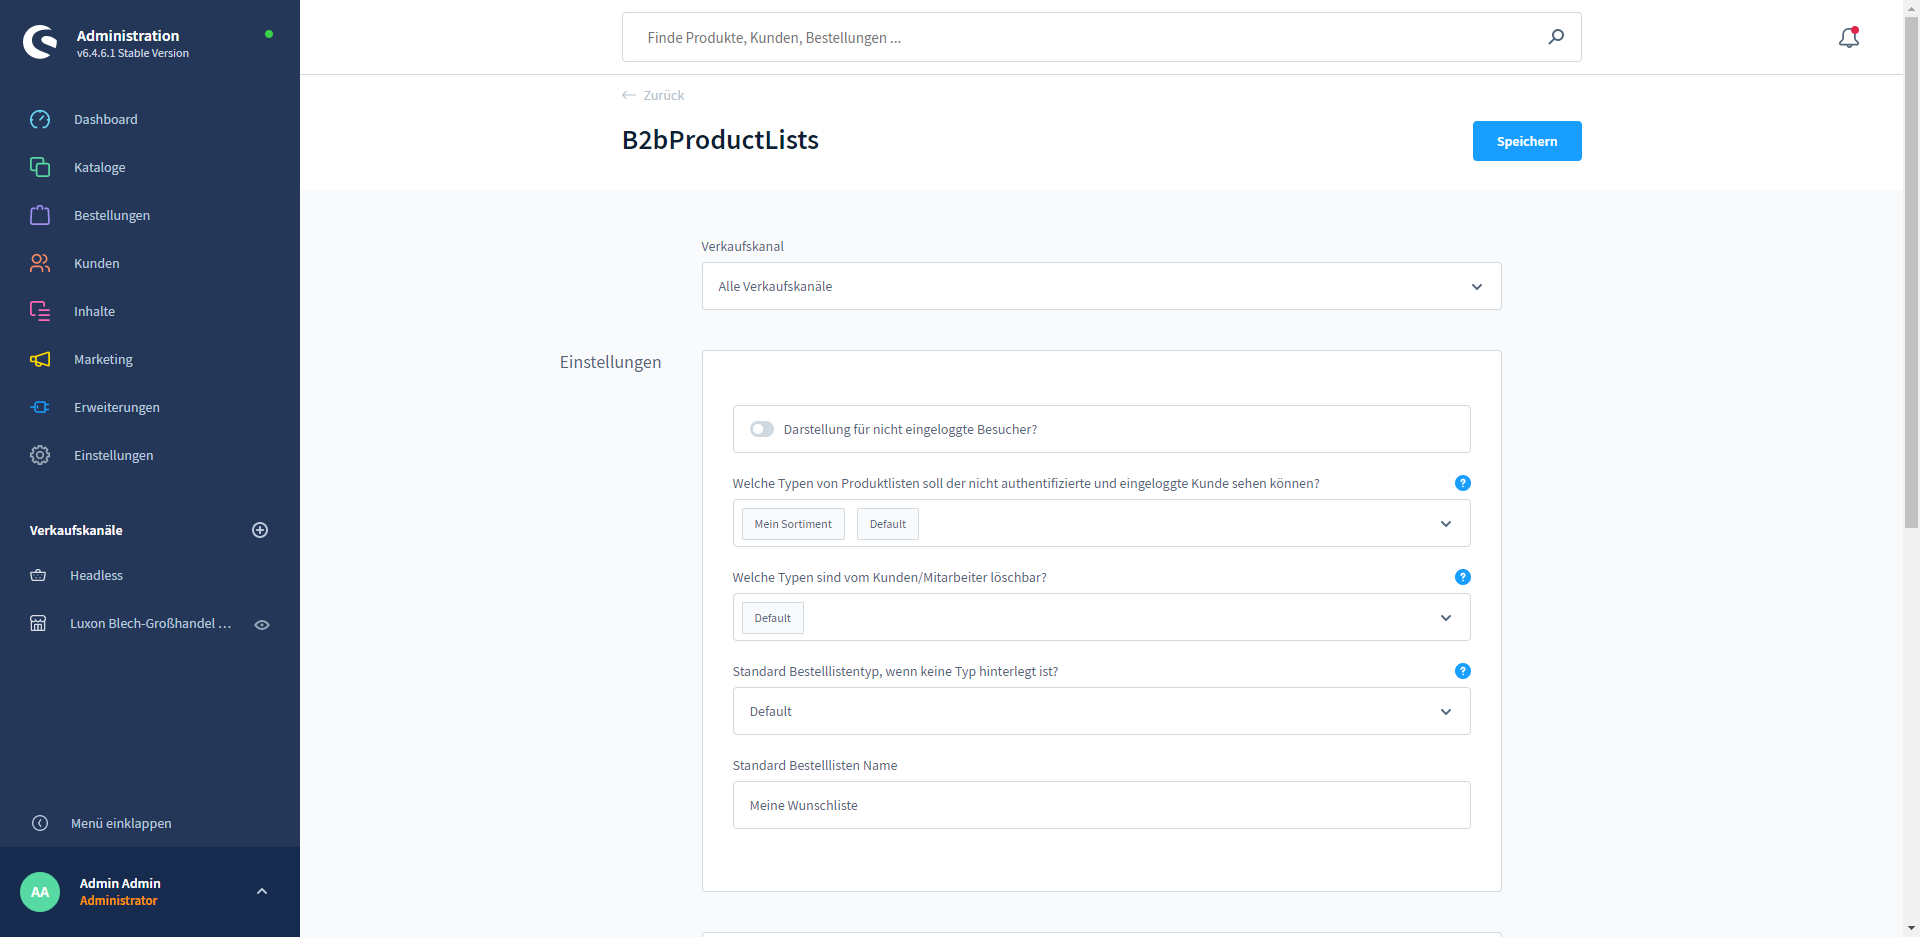 Administration
v6.4.6.1 Stable Version
Dashboard
Kataloge
Bestellungen
Kunden
Inhalte
Marketing
Erweiterungen
Einstellungen
Verkaufskanäle
Headless
Luxon Blech-Großhandel ...
Menü einklappen
AA
Admin Admin
Administrator
Finde Produkte, Kunden, Bestellungen ...
Zurück
B2bProductLists
Speichern
Verkaufskanal
Alle Verkaufskanäle
Einstellungen
Darstellung für nicht eingeloggte Besucher?
Welche Typen von Produktlisten soll der nicht authentifizierte und eingeloggte Kunde sehen können?
?
Mein Sortiment Default
Welche Typen sind vom Kunden/Mitarbeiter löschbar?
?
Default
Standard Bestelllistentyp, wenn keine Typ hinterlegt ist?
?
Default
Standard Bestelllisten Name
Meine Wunschliste